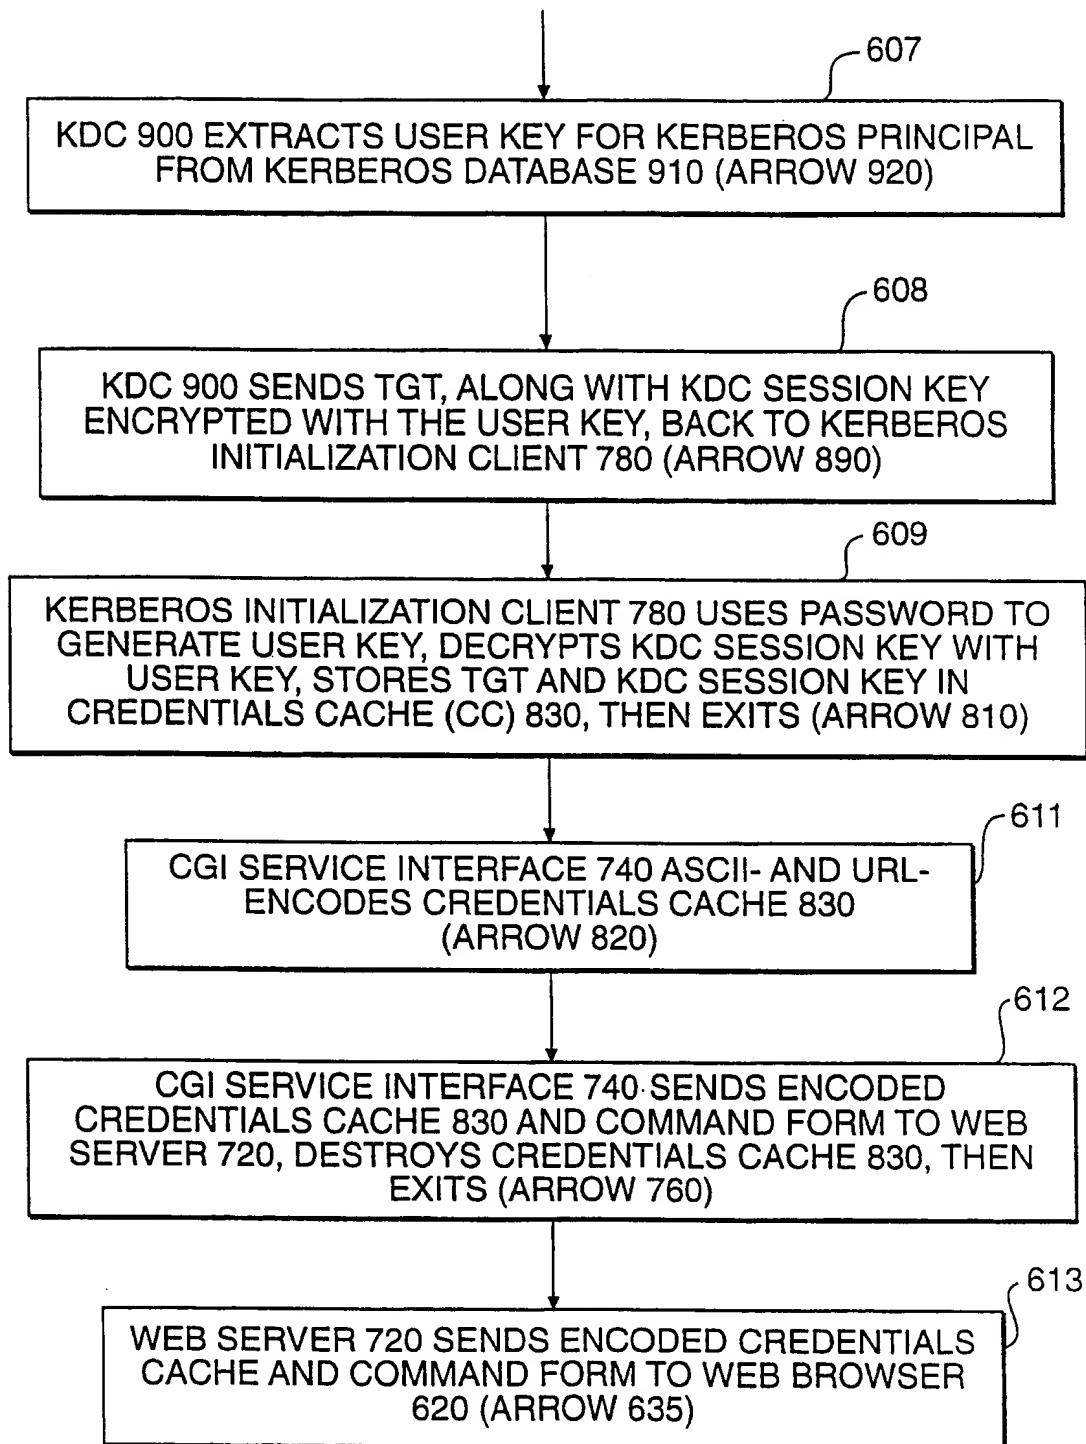 607
KDC 900 EXTRACTS USER KEY FOR KERBEROS PRINCIPAL
FROM KERBEROS DATABASE 910 (ARROW 920)
608
KDC 900 SENDS TGT, ALONG WITH KDC SESSION KEY
ENCRYPTED WITH THE USER KEY, BACK TO KERBEROS
INITIALIZATION CLIENT 780 (ARROW 890)
609
KERBEROS INITIALIZATION CLIENT 780 USES PASSWORD TO
GENERATE USER KEY, DECRYPTS KDC SESSION KEY WITH
USER KEY, STORES TGT AND KDC SESSION KEY IN
CREDENTIALS CACHE (CC) 830, THEN EXITS (ARROW 810)
611
CGI SERVICE INTERFACE 740 ASCII- AND URL-
ENCODES CREDENTIALS CACHE 830
(ARROW 820)
612
CGI SERVICE INTERFACE 740 SENDS ENCODED
CREDENTIALS CACHE 830 AND COMMAND FORM TO WEB
SERVER 720, DESTROYS CREDENTIALS CACHE 830, THEN
EXITS (ARROW 760)
613
WEB SERVER 720 SENDS ENCODED CREDENTIALS
CACHE AND COMMAND FORM TO WEB BROWSER
620 (ARROW 635)